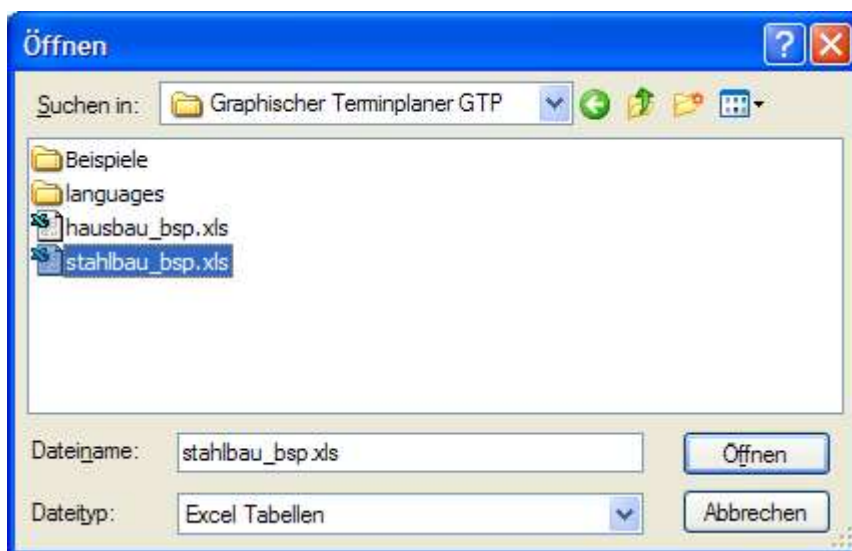 Öffnen
Suchen in: Graphischer Terminplaner GTP
Beispiele
languages
hausbau_bsp.xls
stahlbau_bsp.xls
Dateiname: stahlbau_bsp.xls Öffnen
Dateityp: Excel Tabellen Abbrechen